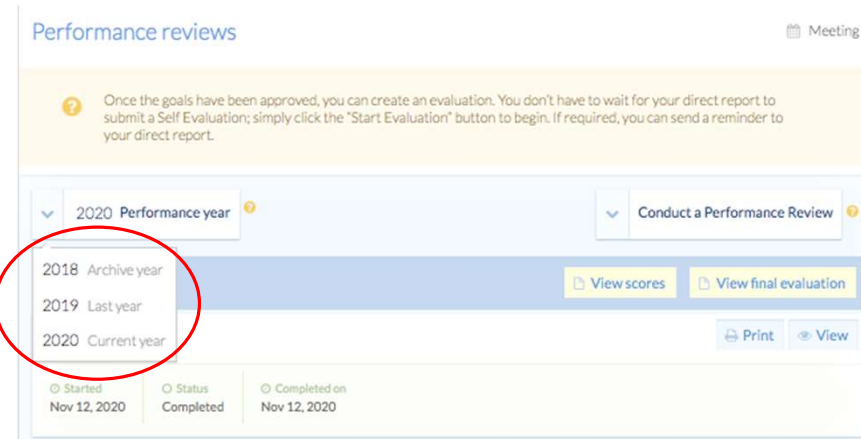 Performance reviews
Meeting
Once the goals have been approved, you can create an evaluation. You don't have to wait for your direct report to
submit a Self Evaluation; simply click the "Start Evaluation" button to begin. If required, you can send a reminder to
your direct report.
2020 Performance year
Conduct a Performance Review
2018 Archive year
2019 Last year
2020 Current year
View scores
View final evaluation
Print
View
Started
Status
Completed on
Nov 12, 2020
Completed
Nov 12, 2020